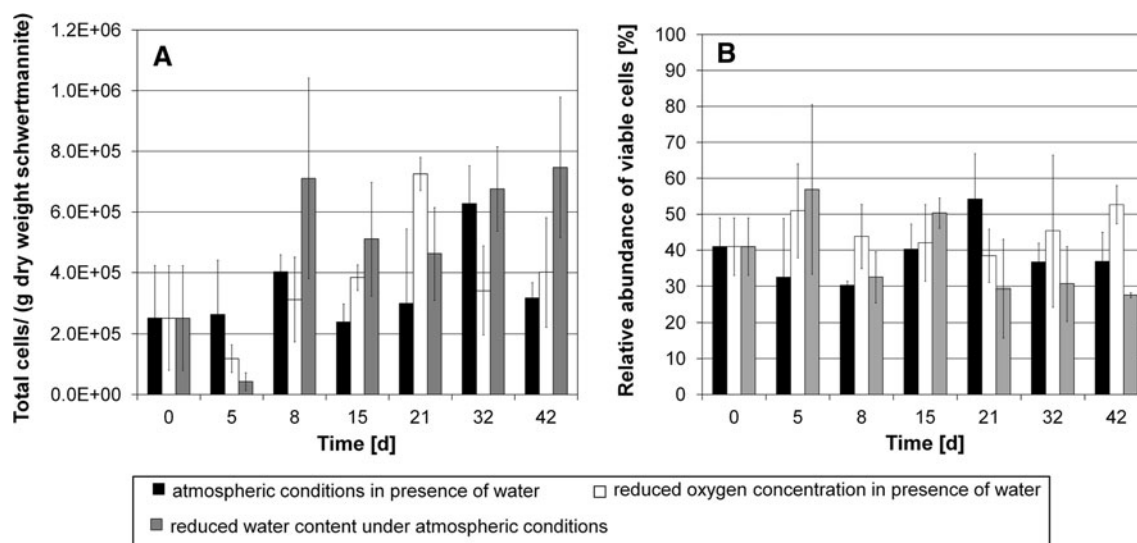 A
Total cells/ (g dry weight schwertmannite)
1.2E+06
1.0E+06
8.0E+05
6.0E+05
4.0E+05
2.0E+05
0.0E+00
0 5 8 15 21 32 42
Time [d]
B
Relative abundance of viable cells [%]
100
90
80
70
60
50
40
30
20
10
0
0 5 8 15 21 32 42
Time [d]
atmospheric conditions in presence of water
reduced oxygen concentration in presence of water
reduced water content under atmospheric conditions